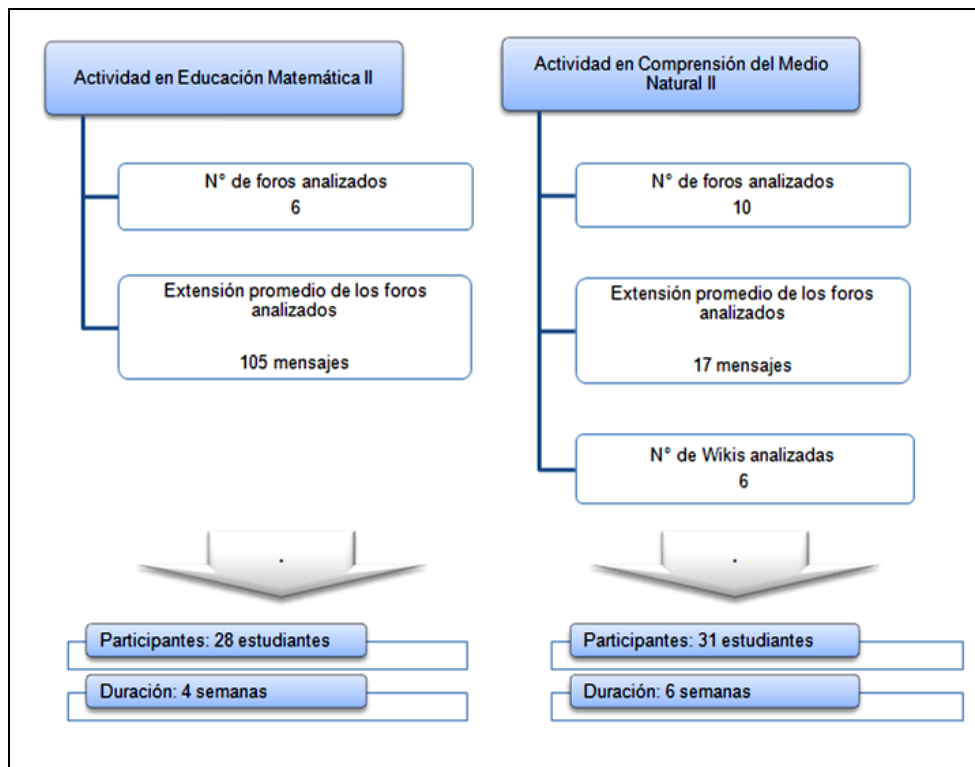 Actividad en Educación Matemática II
N° de foros analizados
6
Extensión promedio de los foros
analizados
105 mensajes
.
Participantes: 28 estudiantes
Duración: 4 semanas
Actividad en Comprensión del Medio
Natural II
N° de foros analizados
10
Extensión promedio de los foros
analizados
17 mensajes
N° de Wikis analizadas
6
.
Participantes: 31 estudiantes
Duración: 6 semanas